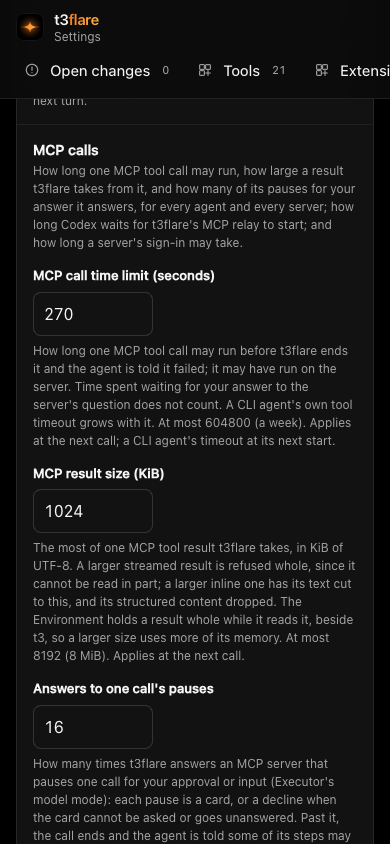 t3flare
Settings
Open changes 0 Tools 21 Extensi
next turn.
MCP calls
How long one MCP tool call may run, how large a result
t3flare takes from it, and how many of its pauses for your
answer it answers, for every agent and every server; how
long Codex waits for t3flare's MCP relay to start; and
how long a server's sign-in may take.
MCP call time limit (seconds)
270
How long one MCP tool call may run before t3flare ends
it and the agent is told it failed; it may have run on the
server. Time spent waiting for your answer to the
server's question does not count. A CLI agent's own tool
timeout grows with it. At most 604800 (a week). Applies
at the next call; a CLI agent's timeout at its next start.
MCP result size (KiB)
1024
The most of one MCP tool result t3flare takes, in KiB of
UTF-8. A larger streamed result is refused whole, since it
cannot be read in part; a larger inline one has its text cut
to this, and its structured content dropped. The
Environment holds a result whole while it reads it, beside
t3, so a larger size uses more of its memory. At most
8192 (8 MiB). Applies at the next call.
Answers to one call's pauses
16
How many times t3flare answers an MCP server that
pauses one call for your approval or input (Executor's
model mode): each pause is a card, or a decline when
the card cannot be asked or goes unanswered. Past it,
the call ends and the agent is told some of its steps may